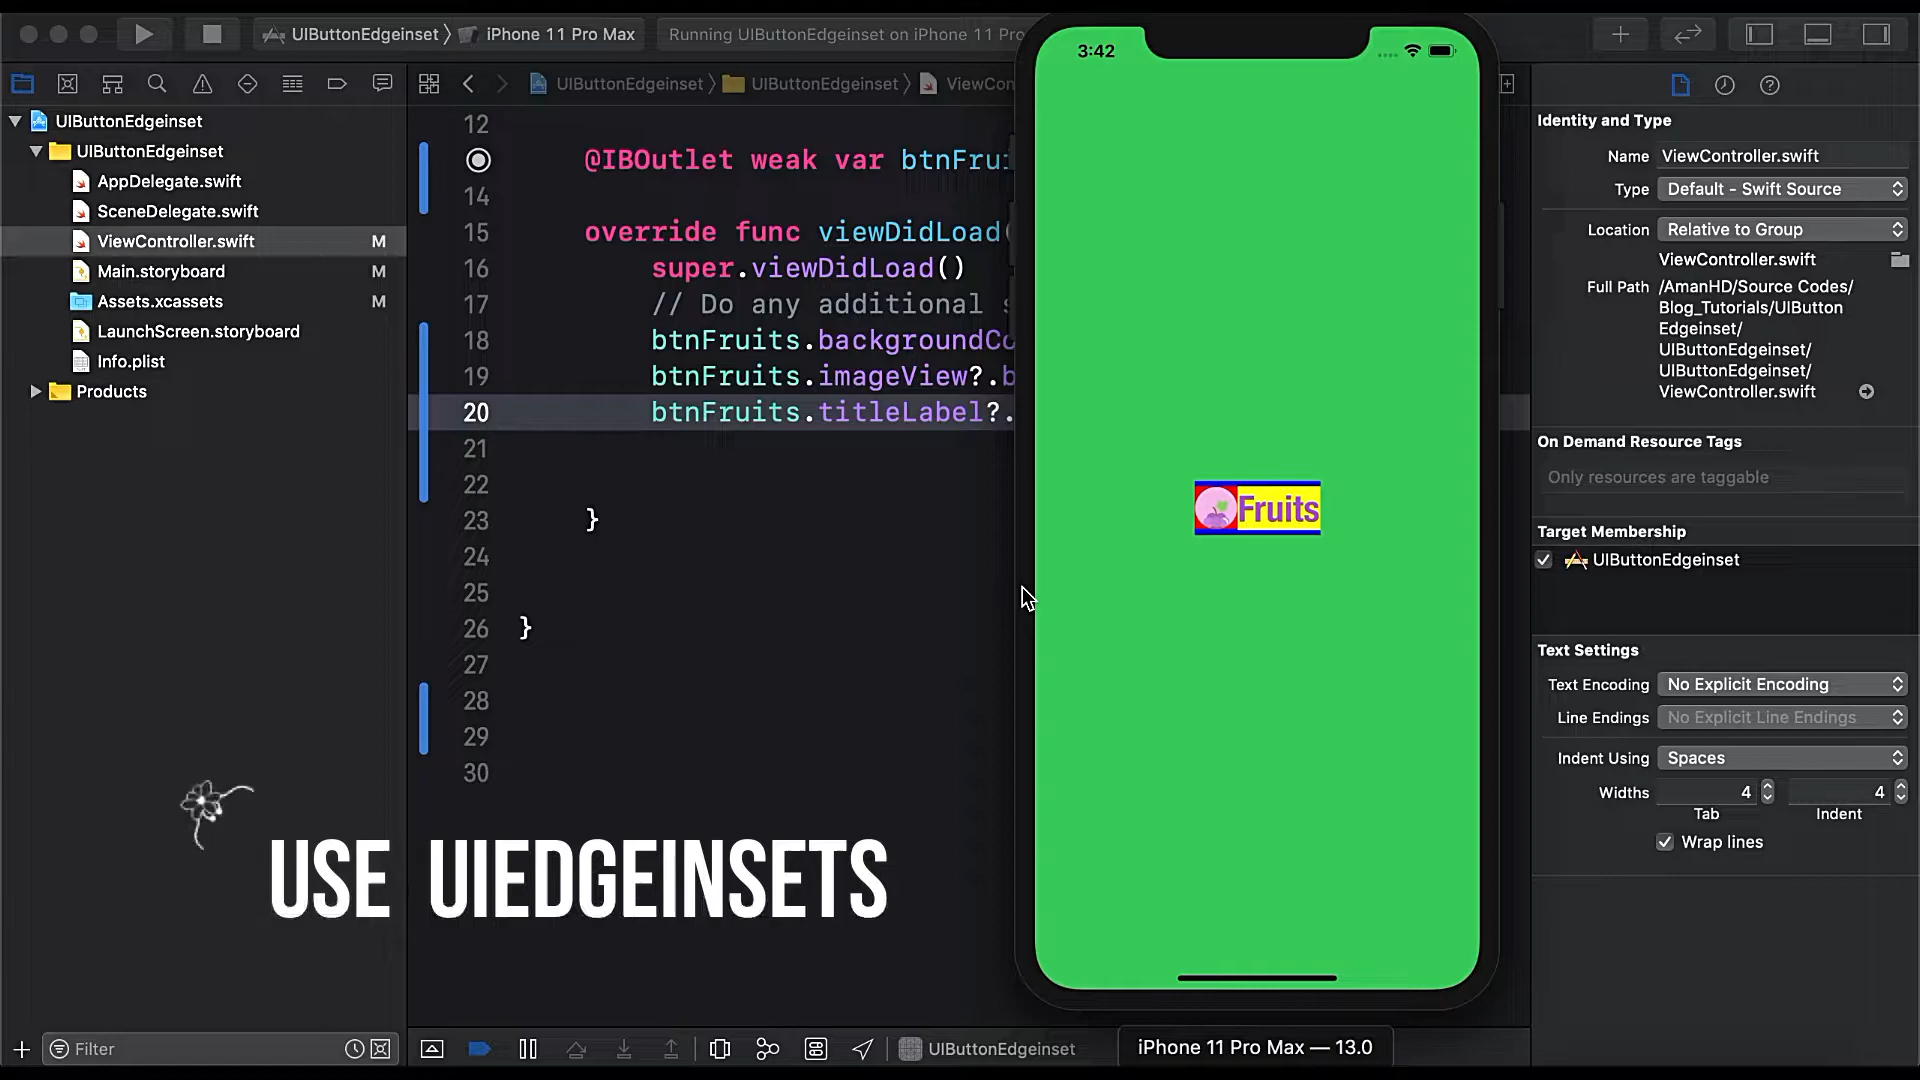 UIButtonEdgeinset
iPhone 11 Pro Max
Running UIButtonEdgeinset on iPhone 11 Pro
UIButtonEdgeinset
UIButtonEdgeinset
ViewCon
UIButtonEdgeinset
UIButtonEdgeinset
AppDelegate.swift
SceneDelegate.swift
ViewController.swift M
Main.storyboard M
Assets.xcassets M
LaunchScreen.storyboard
Info.plist
Products
12
@IBOutlet weak var btnFrui
14
15 override func viewDidLoad(
16 super.viewDidLoad()
17 // Do any additional s
18 btnFruits.backgroundCo
19 btnFruits.imageView?.b
20 btnFruits.titleLabel?.
21
22
23 }
24
25
26 }
27
28
29
30
USE UIEDGEINSETS
3:42
Fruits
Identity and Type
Name ViewController.swift
Type Default - Swift Source
Location Relative to Group
ViewController.swift
Full Path /AmanHD/Source Codes/
Blog_Tutorials/UIButton
Edgeinset/
UIButtonEdgeinset/
UIButtonEdgeinset/
ViewController.swift
On Demand Resource Tags
Only resources are taggable
Target Membership
UIButtonEdgeinset
Text Settings
Text Encoding No Explicit Encoding
Line Endings No Explicit Line Endings
Indent Using Spaces
Widths 4 4
Tab Indent
Wrap lines
Filter
UIButtonEdgeinset
iPhone 11 Pro Max — 13.0